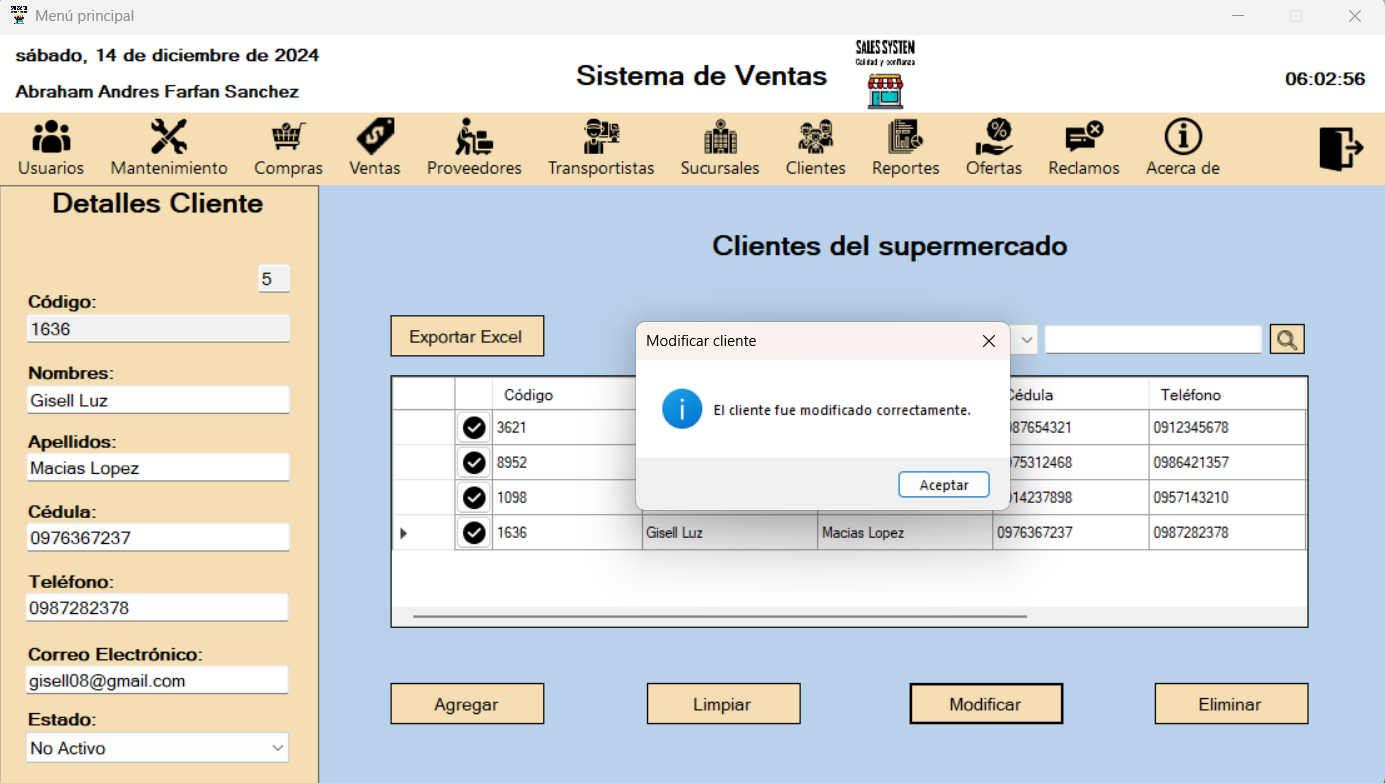 Menú principal
sábado, 14 de diciembre de 2024
Abraham Andres Farfan Sanchez
Sistema de Ventas
SALES SYSTEM
Calidad y confianza
06:02:56
Usuarios
Mantenimiento
Compras
Ventas
Proveedores
Transportistas
Sucursales
Clientes
Reportes
Ofertas
Reclamos
Acerca de
Detalles Cliente
5
Código:
1636
Nombres:
Gisell Luz
Apellidos:
Macias Lopez
Cédula:
0976367237
Teléfono:
0987282378
Correo Electrónico:
gisell08@gmail.com
Estado:
No Activo
Clientes del supermercado
Exportar Excel
Modificar cliente
El cliente fue modificado correctamente.
Aceptar
Código Cédula Teléfono
3621 0912345678
8952 0986421357
1098 0957143210
1636 Gisell Luz Macias Lopez 0976367237 0987282378
Agregar
Limpiar
Modificar
Eliminar